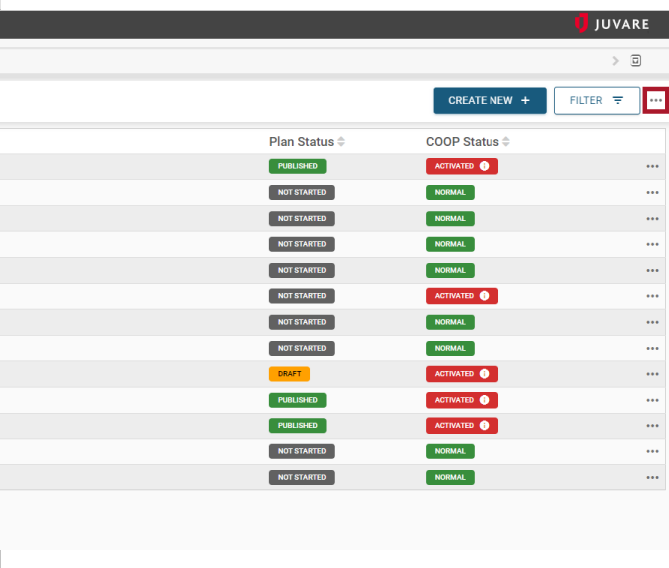 JUVARE
CREATE NEW + FILTER
Plan Status COOP Status
PUBLISHED ACTIVATED
NOT STARTED NORMAL
NOT STARTED NORMAL
NOT STARTED NORMAL
NOT STARTED NORMAL
NOT STARTED ACTIVATED
NOT STARTED NORMAL
NOT STARTED NORMAL
DRAFT ACTIVATED
PUBLISHED ACTIVATED
PUBLISHED ACTIVATED
NOT STARTED NORMAL
NOT STARTED NORMAL